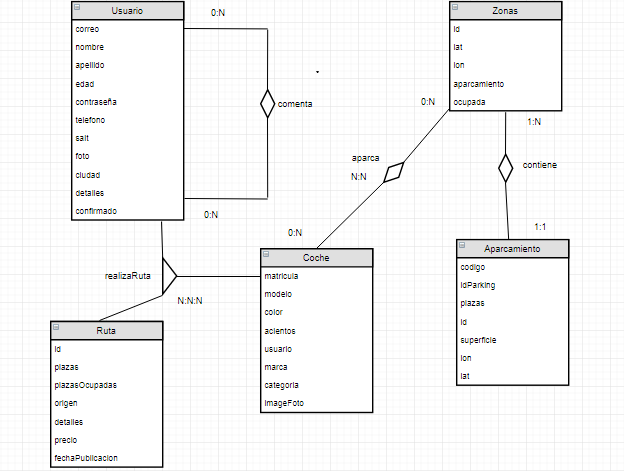 Usuario
correo
nombre
apellido
edad
contraseña
telefono
salt
foto
ciudad
detalles
confirmado
0:N
comenta
0:N
Zonas
id
lat
lon
aparcamiento
ocupada
0:N
aparca
N:N
0:N
1:N
contiene
1:1
realizaRuta
N:N:N
Coche
matricula
modelo
color
acientos
usuario
marca
categoria
imageFoto
Aparcamiento
codigo
idParking
plazas
id
superficie
lon
lat
Ruta
id
plazas
plazasOcupadas
origen
detalles
precio
fechaPublicacion